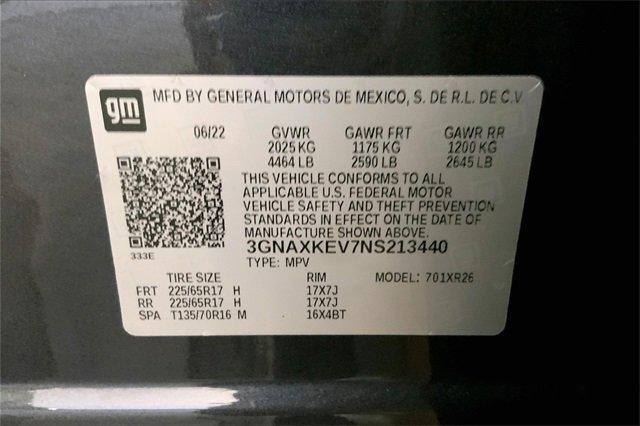 gm
MFD BY GENERAL MOTORS DE MEXICO, S. DE R.L. DE C.V
06/22 GVWR GAWR FRT GAWR RR
2025 KG 1175 KG 1200 KG
4464 LB 2590 LB 2645 LB
THIS VEHICLE CONFORMS TO ALL
APPLICABLE U.S. FEDERAL MOTOR
VEHICLE SAFETY AND THEFT PREVENTION
STANDARDS IN EFFECT ON THE DATE OF
MANUFACTURE SHOWN ABOVE.
333E
3GNAXKEV7NS213440
TYPE: MPV
TIRE SIZE RIM MODEL: 701XR26
FRT 225/65R17 H 17X7J
RR 225/65R17 H 17X7J
SPA T135/70R16 M 16X4BT